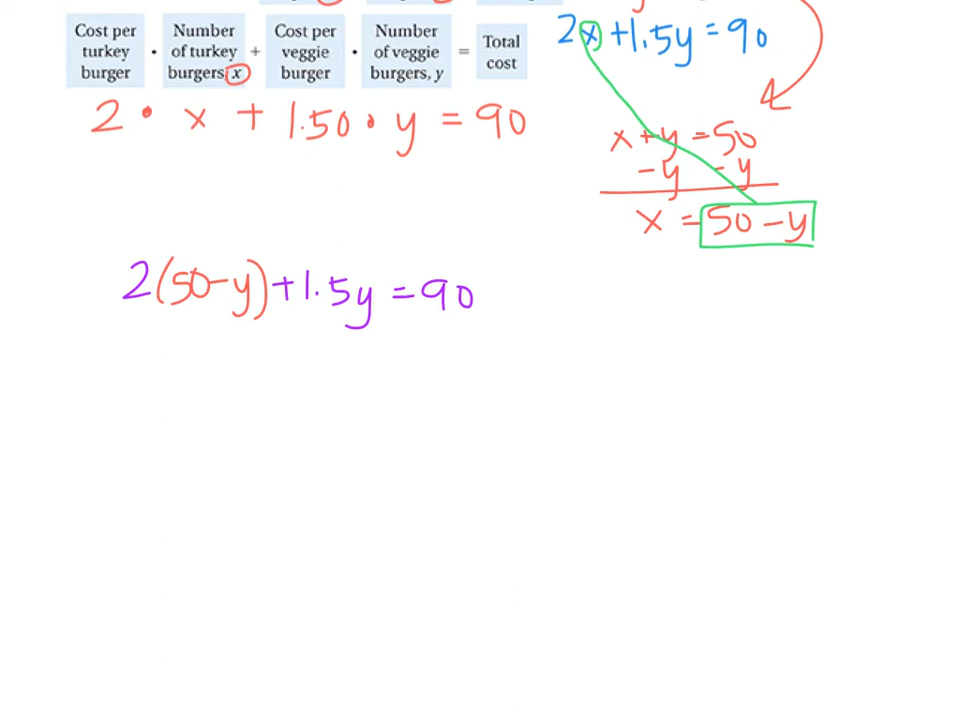 Cost per turkey burger • Number of turkey burgers, x + Cost per veggie burger • Number of veggie burgers, y = Total cost
2x + 1.5y = 90
2 • x + 1.50 • y = 90
x + y = 50
- y - y
x = 50 - y
2(50 - y) + 1.5y = 90